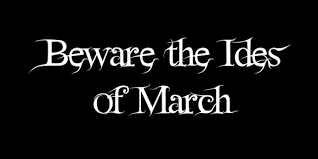 Beware the Ides
of March